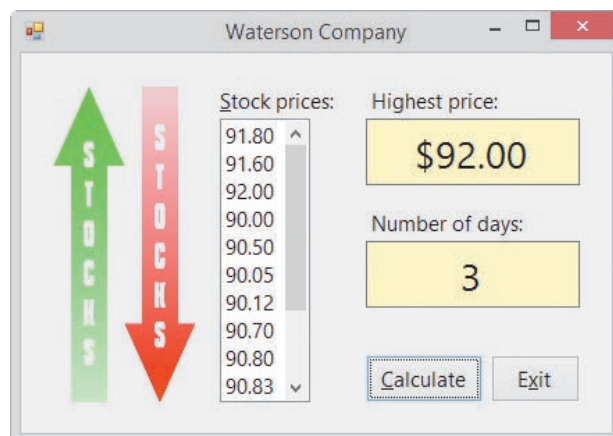 Waterson Company
STOCKS
STOCKS
Stock prices:
91.80
91.60
92.00
90.00
90.50
90.05
90.12
90.70
90.80
90.83
Highest price:
$92.00
Number of days:
3
Calculate
Exit